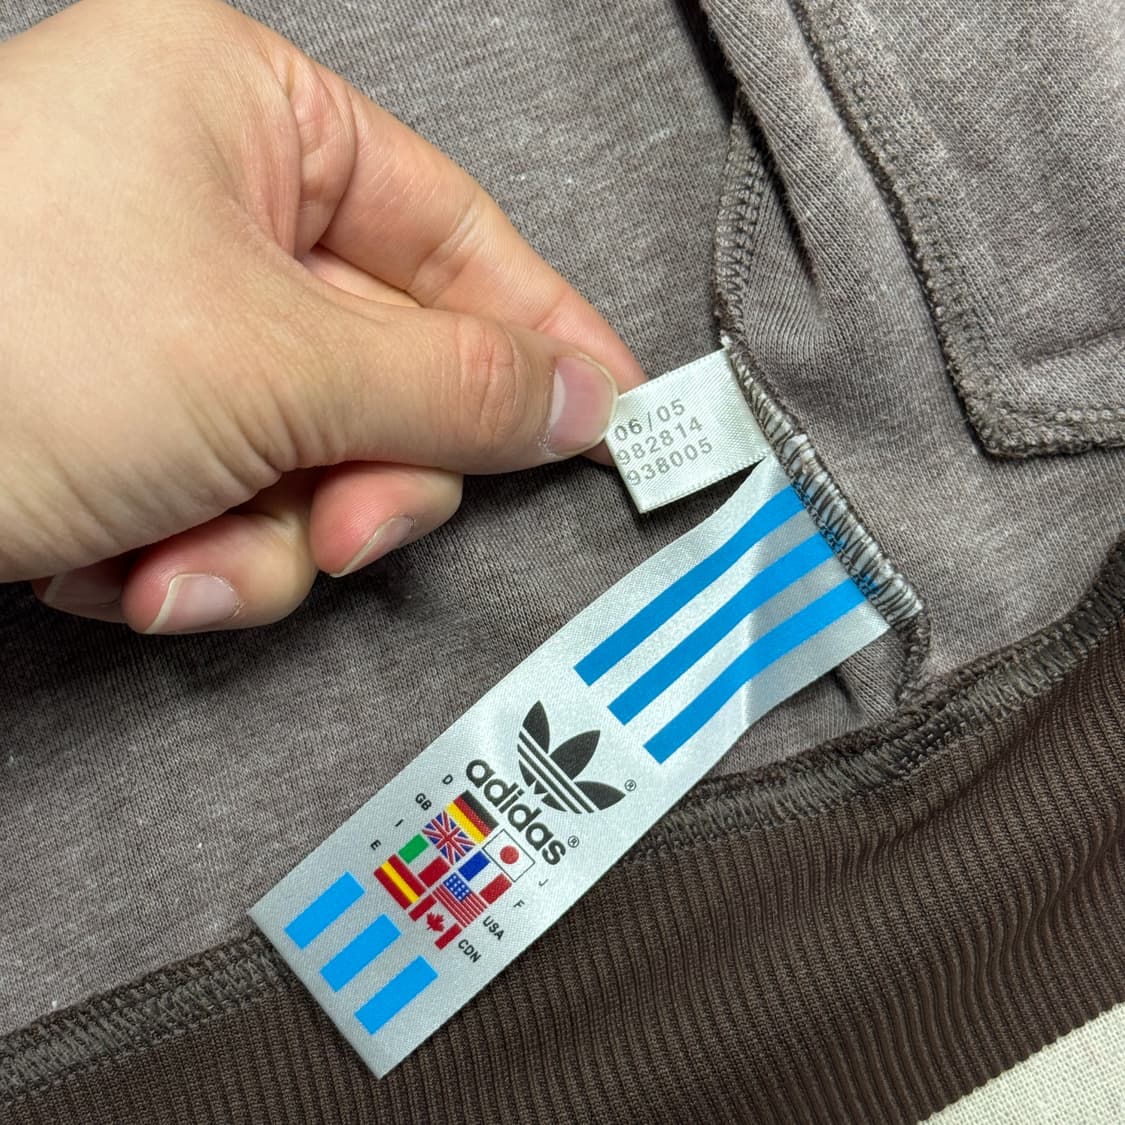 06/05
982814
938005
adidas®
®
D
GB
I
E
J
F
USA
CDN